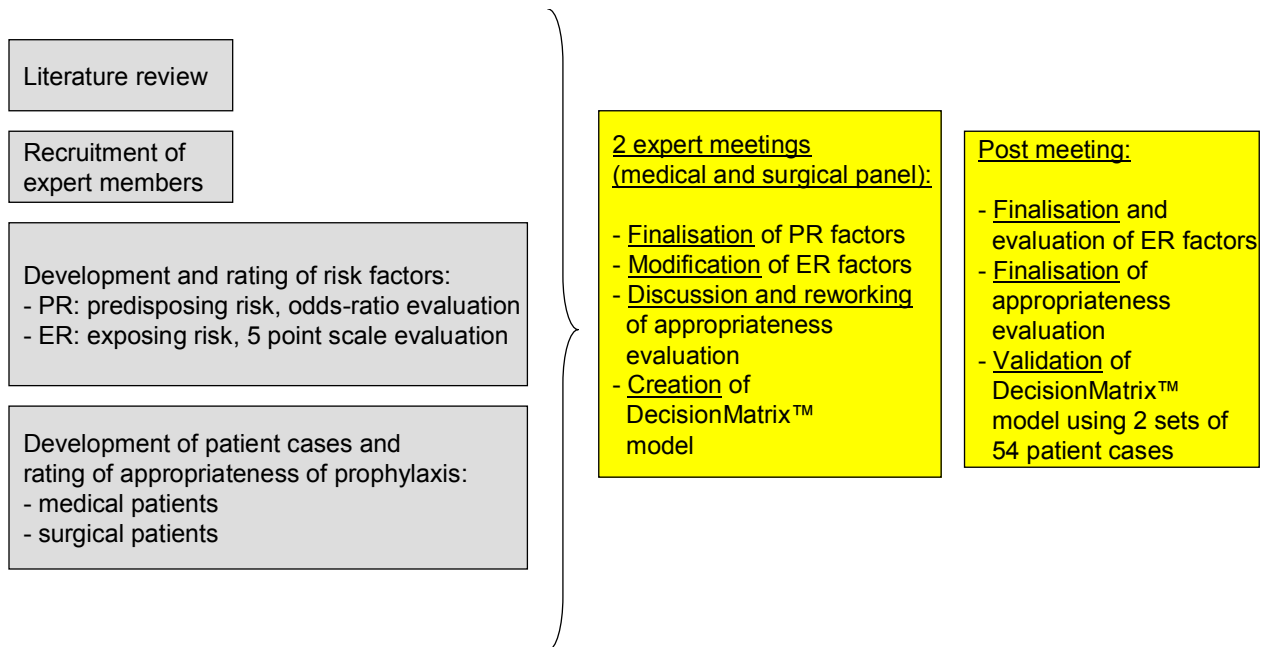 Literature review
Recruitment of
expert members
Development and rating of risk factors:
- PR: predisposing risk, odds-ratio evaluation
- ER: exposing risk, 5 point scale evaluation
Development of patient cases and
rating of appropriateness of prophylaxis:
- medical patients
- surgical patients
2 expert meetings
(medical and surgical panel):
- Finalisation of PR factors
- Modification of ER factors
- Discussion and reworking
of appropriateness
evaluation
- Creation of
DecisionMatrix™
model
Post meeting:
- Finalisation and
evaluation of ER factors
- Finalisation of
appropriateness
evaluation
- Validation of
DecisionMatrix™
model using 2 sets of
54 patient cases